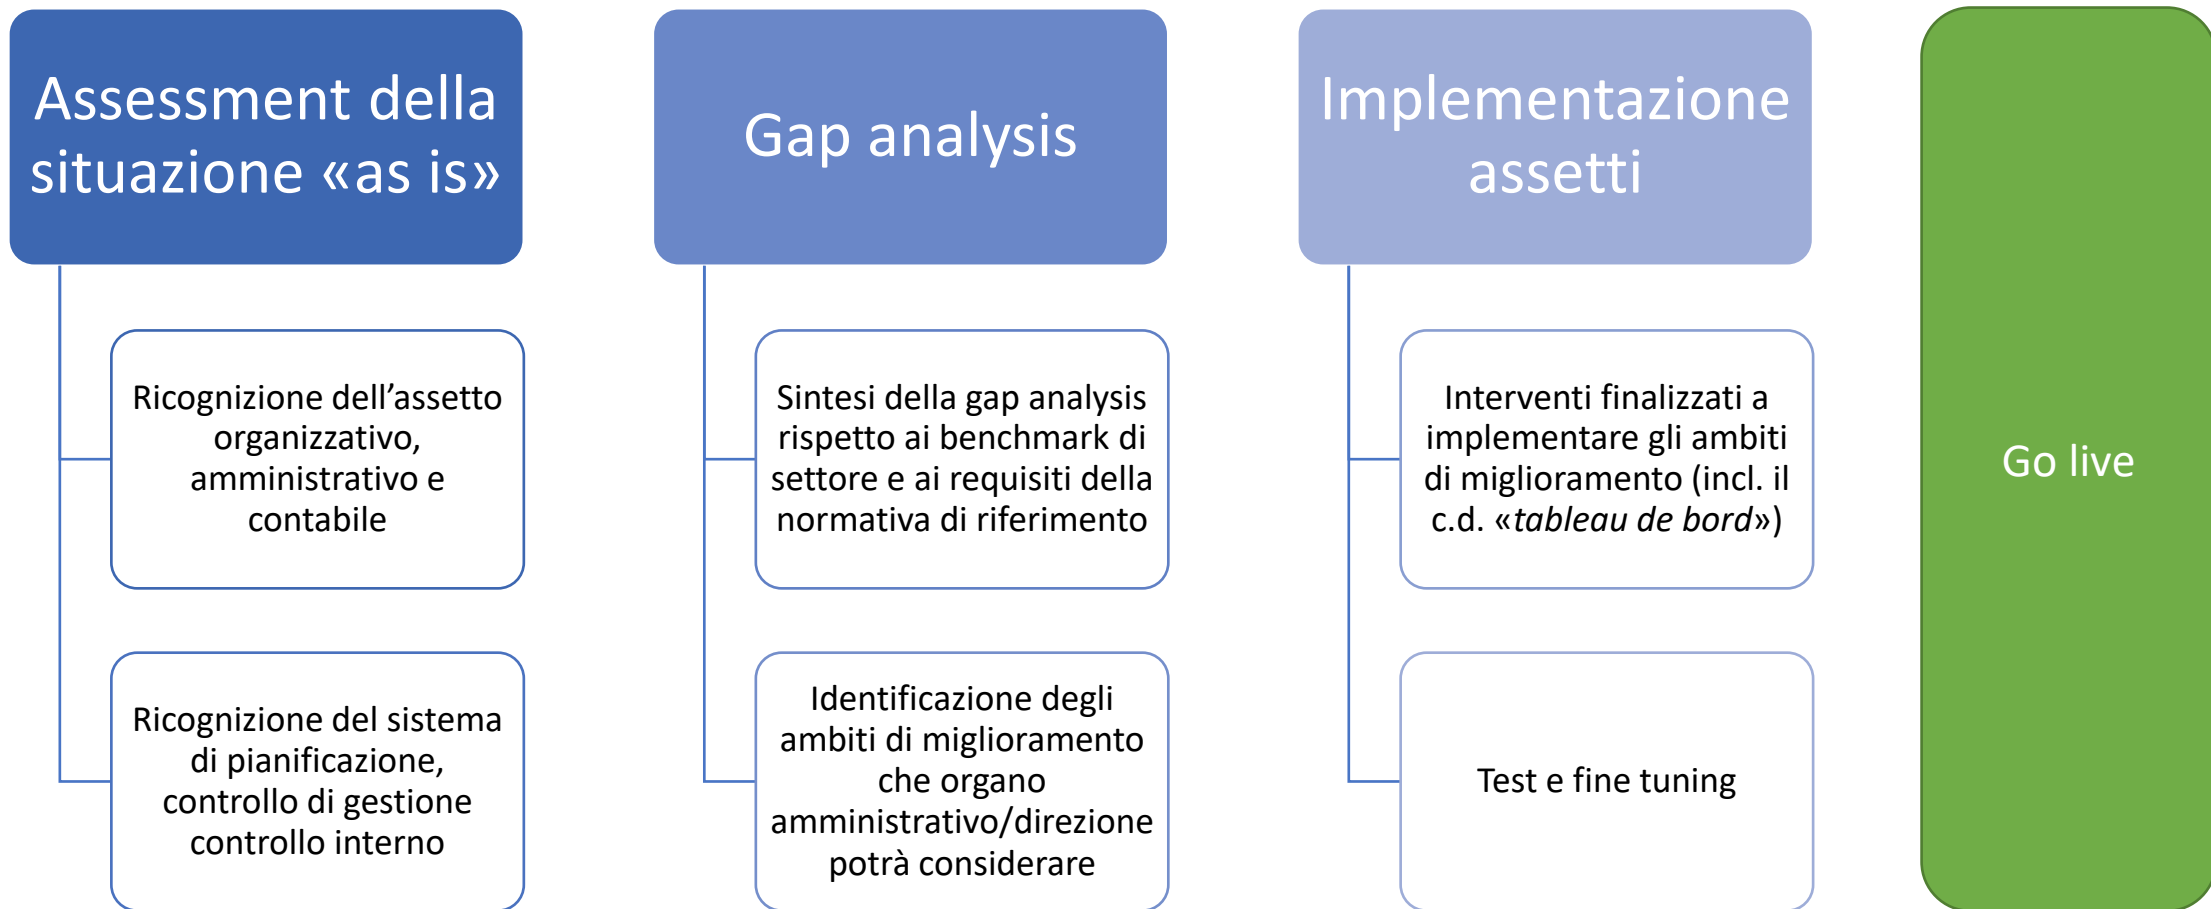 Assessment della
situazione «as is»
Ricognizione dell’assetto
organizzativo,
amministrativo e
contabile
Ricognizione del sistema
di pianificazione,
controllo di gestione
controllo interno
Gap analysis
Sintesi della gap analysis
rispetto ai benchmark di
settore e ai requisiti della
normativa di riferimento
Identificazione degli
ambiti di miglioramento
che organo
amministrativo/direzione
potrà considerare
Implementazione
assetti
Interventi finalizzati a
implementare gli ambiti
di miglioramento (incl. il
c.d. «tableau de bord»)
Test e fine tuning
Go live